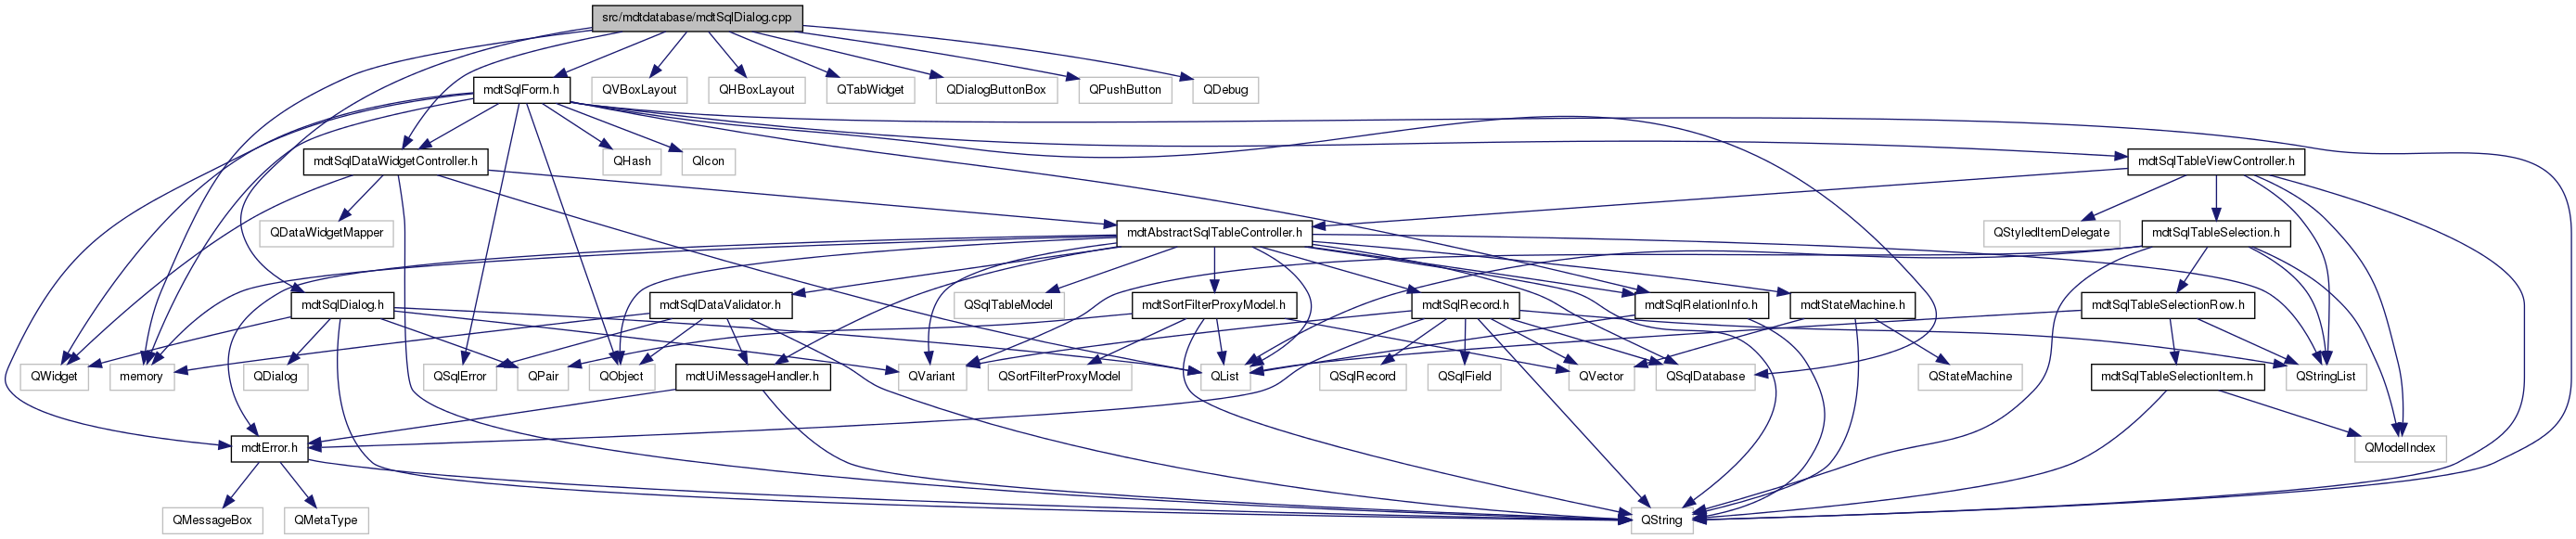 src/mdtdatabase/mdtSqlDialog.cpp
mdtSqlForm.h
QVBoxLayout
QHBoxLayout
QTabWidget
QDialogButtonBox
QPushButton
QDebug
mdtSqlDataWidgetController.h
QHash
QIcon
mdtSqlTableViewController.h
QDataWidgetMapper
mdtAbstractSqlTableController.h
QStyledItemDelegate
mdtSqlTableSelection.h
mdtSqlDialog.h
mdtSqlDataValidator.h
QSqlTableModel
mdtSortFilterProxyModel.h
mdtSqlRecord.h
mdtSqlRelationInfo.h
mdtStateMachine.h
mdtSqlTableSelectionRow.h
QWidget
memory
QDialog
QSqlError
QPair
QObject
mdtUiMessageHandler.h
QVariant
QSortFilterProxyModel
QList
QSqlRecord
QSqlField
QVector
QSqlDatabase
QStateMachine
mdtSqlTableSelectionItem.h
QStringList
mdtError.h
QModelIndex
QMessageBox
QMetaType
QString